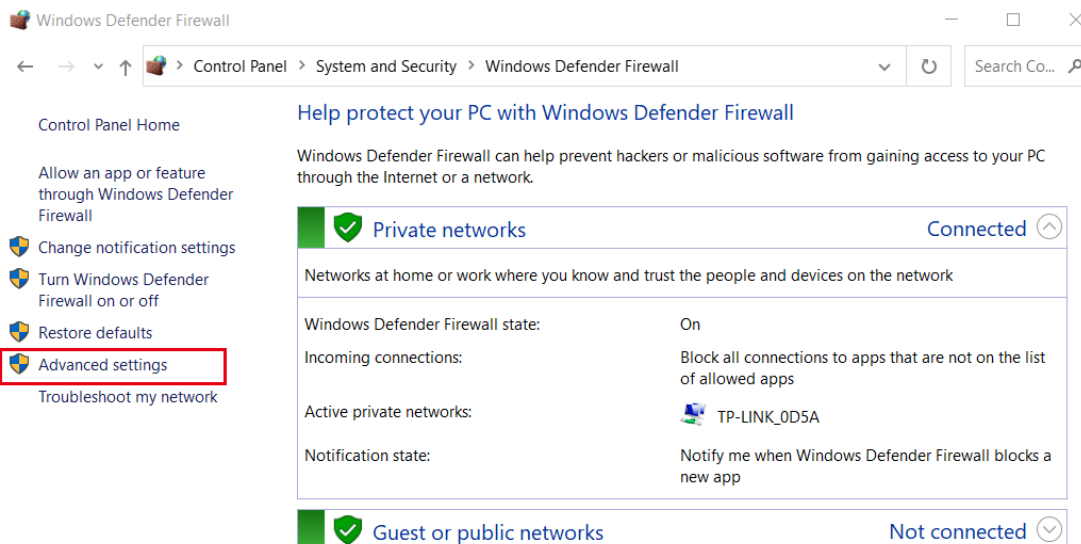 Windows Defender Firewall
Control Panel > System and Security > Windows Defender Firewall
Search Co...
Control Panel Home
Allow an app or feature
through Windows Defender
Firewall
Change notification settings
Turn Windows Defender
Firewall on or off
Restore defaults
Advanced settings
Troubleshoot my network
Help protect your PC with Windows Defender Firewall
Windows Defender Firewall can help prevent hackers or malicious software from gaining access to your PC
through the Internet or a network.
Private networks
Connected
Networks at home or work where you know and trust the people and devices on the network
Windows Defender Firewall state:
On
Incoming connections:
Block all connections to apps that are not on the list
of allowed apps
Active private networks:
TP-LINK_0D5A
Notification state:
Notify me when Windows Defender Firewall blocks a
new app
Guest or public networks
Not connected